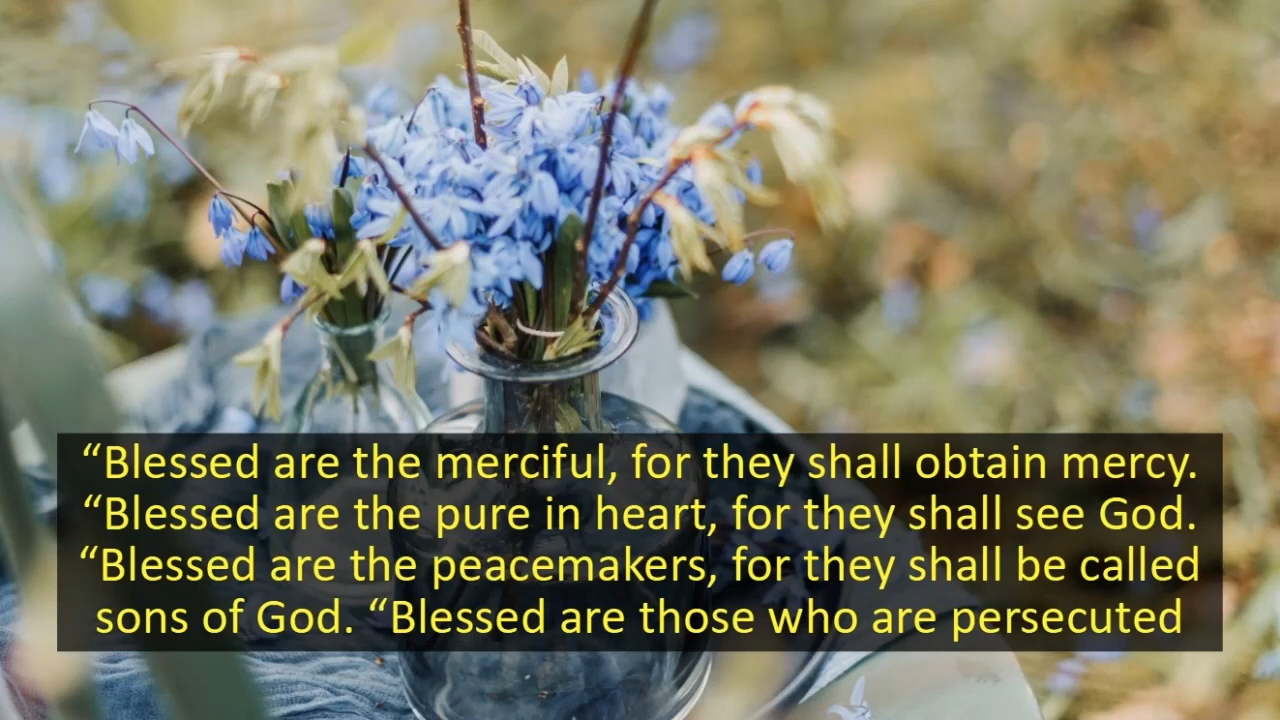 “Blessed are the merciful, for they shall obtain mercy.
“Blessed are the pure in heart, for they shall see God.
“Blessed are the peacemakers, for they shall be called
sons of God. “Blessed are those who are persecuted